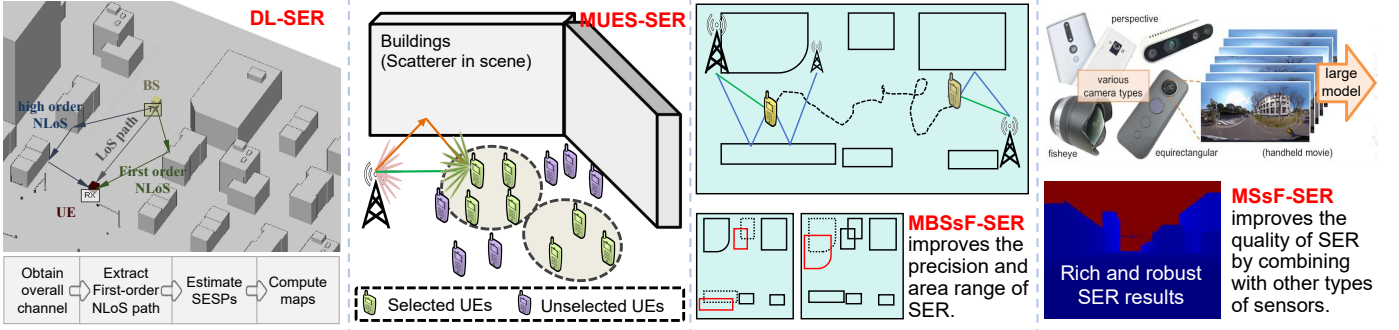 DL-SER
BS
TX
high order
NLoS
LoS path
First order
NLoS
RX
UE
Obtain
overall
channel
Extract
First-order
NLoS path
Estimate
SESPs
Compute
maps
MUES-SER
Buildings
(Scatterer in scene)
Selected UEs
Unselected UEs
MBSsF-SER
improves the
precision and
area range of
SER.
perspective
various
camera types
fisheye
equirectangular
(handheld movie)
large
model
Rich and robust
SER results
MSsF-SER
improves the
quality of SER
by combining
with other types
of sensors.